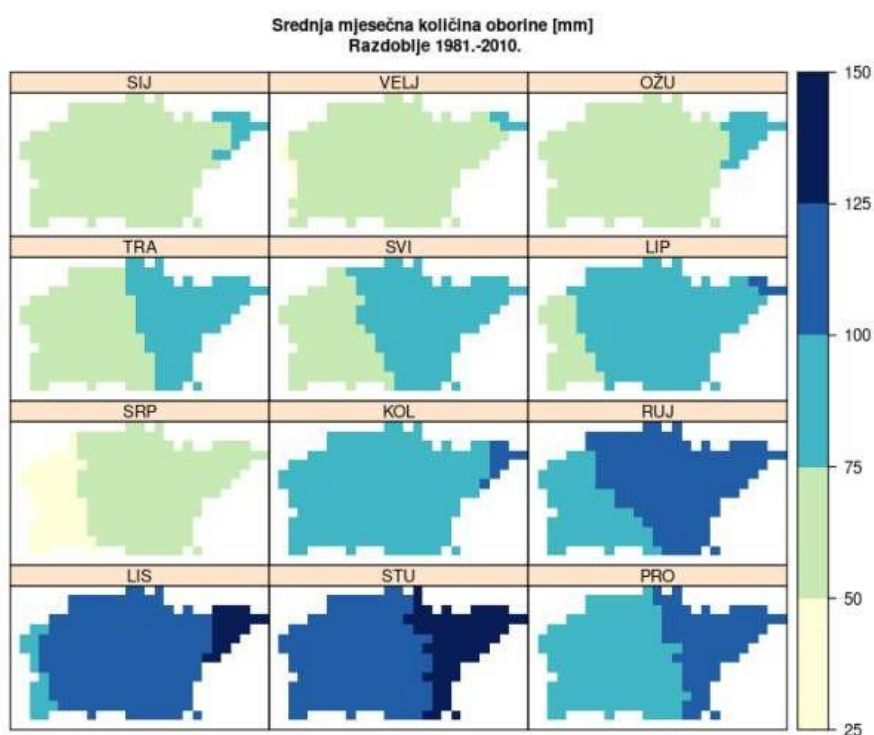 Srednja mjesečna količina oborine [mm]
Razdoblje 1981.-2010.
SIJ VELJ OŽU
TRA SVI LIP
SRP KOL RUJ
LIS STU PRO
150
125
100
75
50
25